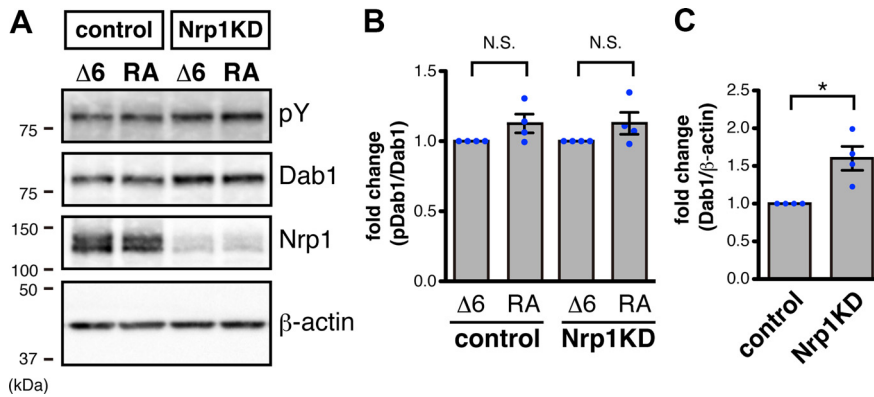 A
control Nrp1KD
Δ6 RA Δ6 RA
75
pY
75
Dab1
150
100
Nrp1
50
37
β-actin
(kDa)
B
N.S. N.S.
1.5
1.0
0.5
0.0
fold change
(pDab1/Dab1)
Δ6 RA Δ6 RA
control Nrp1KD
C
*
2.5
2.0
1.5
1.0
0.5
0.0
fold change
(Dab1/β-actin)
control
Nrp1KD